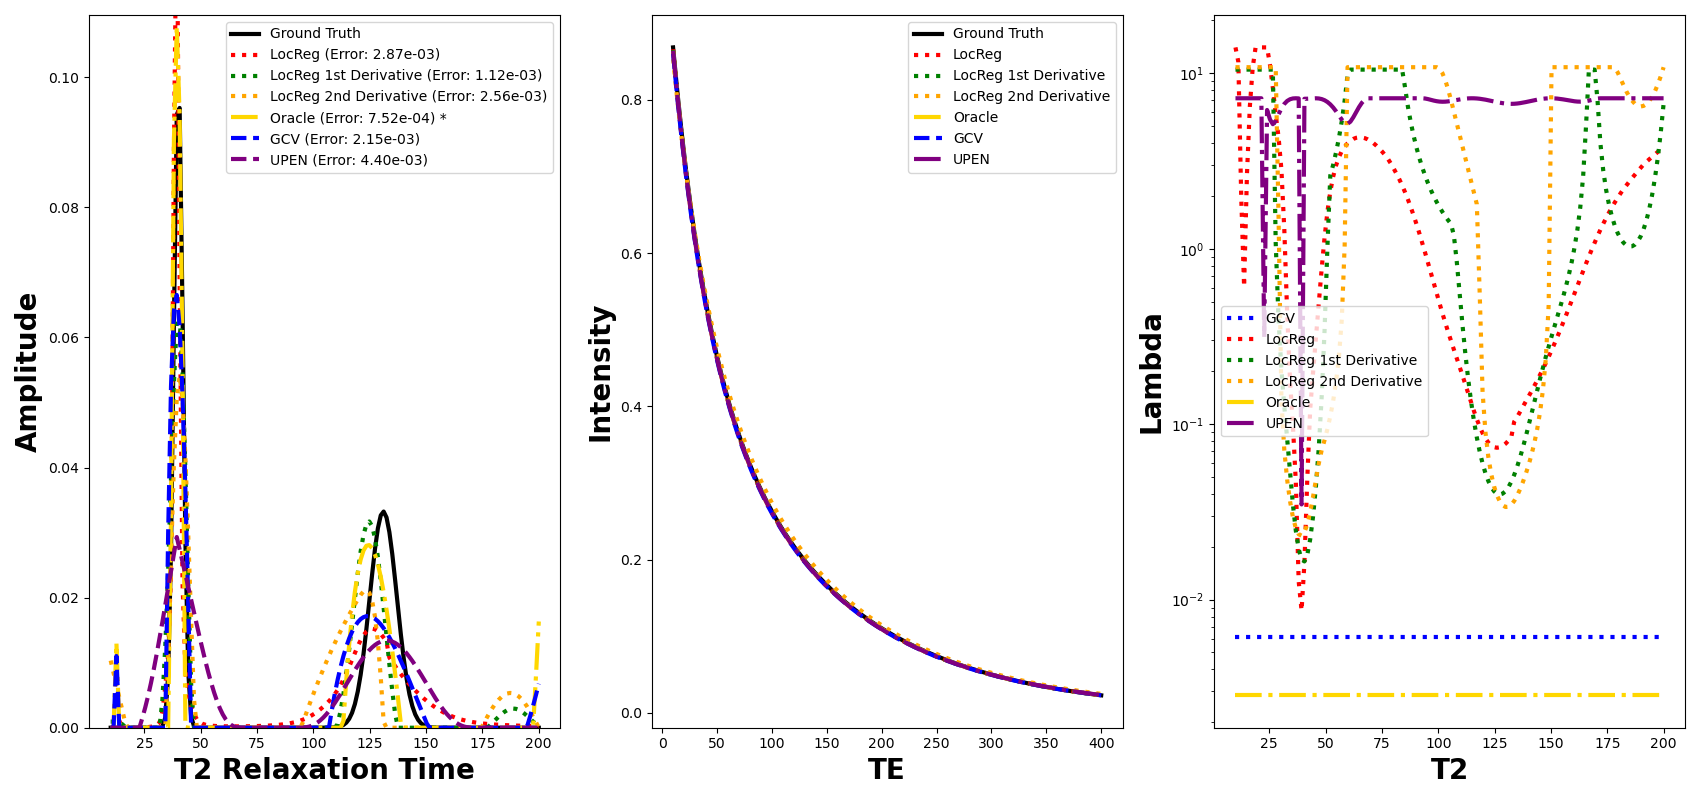 Amplitude
0.10
0.08
0.06
0.04
0.02
0.00
25 50 75 100 125 150 175 200
T2 Relaxation Time
Ground Truth
LocReg (Error: 2.87e-03)
LocReg 1st Derivative (Error: 1.12e-03)
LocReg 2nd Derivative (Error: 2.56e-03)
Oracle (Error: 7.52e-04) *
GCV (Error: 2.15e-03)
UPEN (Error: 4.40e-03)
Intensity
0.8
0.6
0.4
0.2
0.0
0 50 100 150 200 250 300 350 400
TE
Ground Truth
LocReg
LocReg 1st Derivative
LocReg 2nd Derivative
Oracle
GCV
UPEN
Lambda
10¹
10⁰
10⁻¹
10⁻²
25 50 75 100 125 150 175 200
T2
GCV
LocReg
LocReg 1st Derivative
LocReg 2nd Derivative
Oracle
UPEN